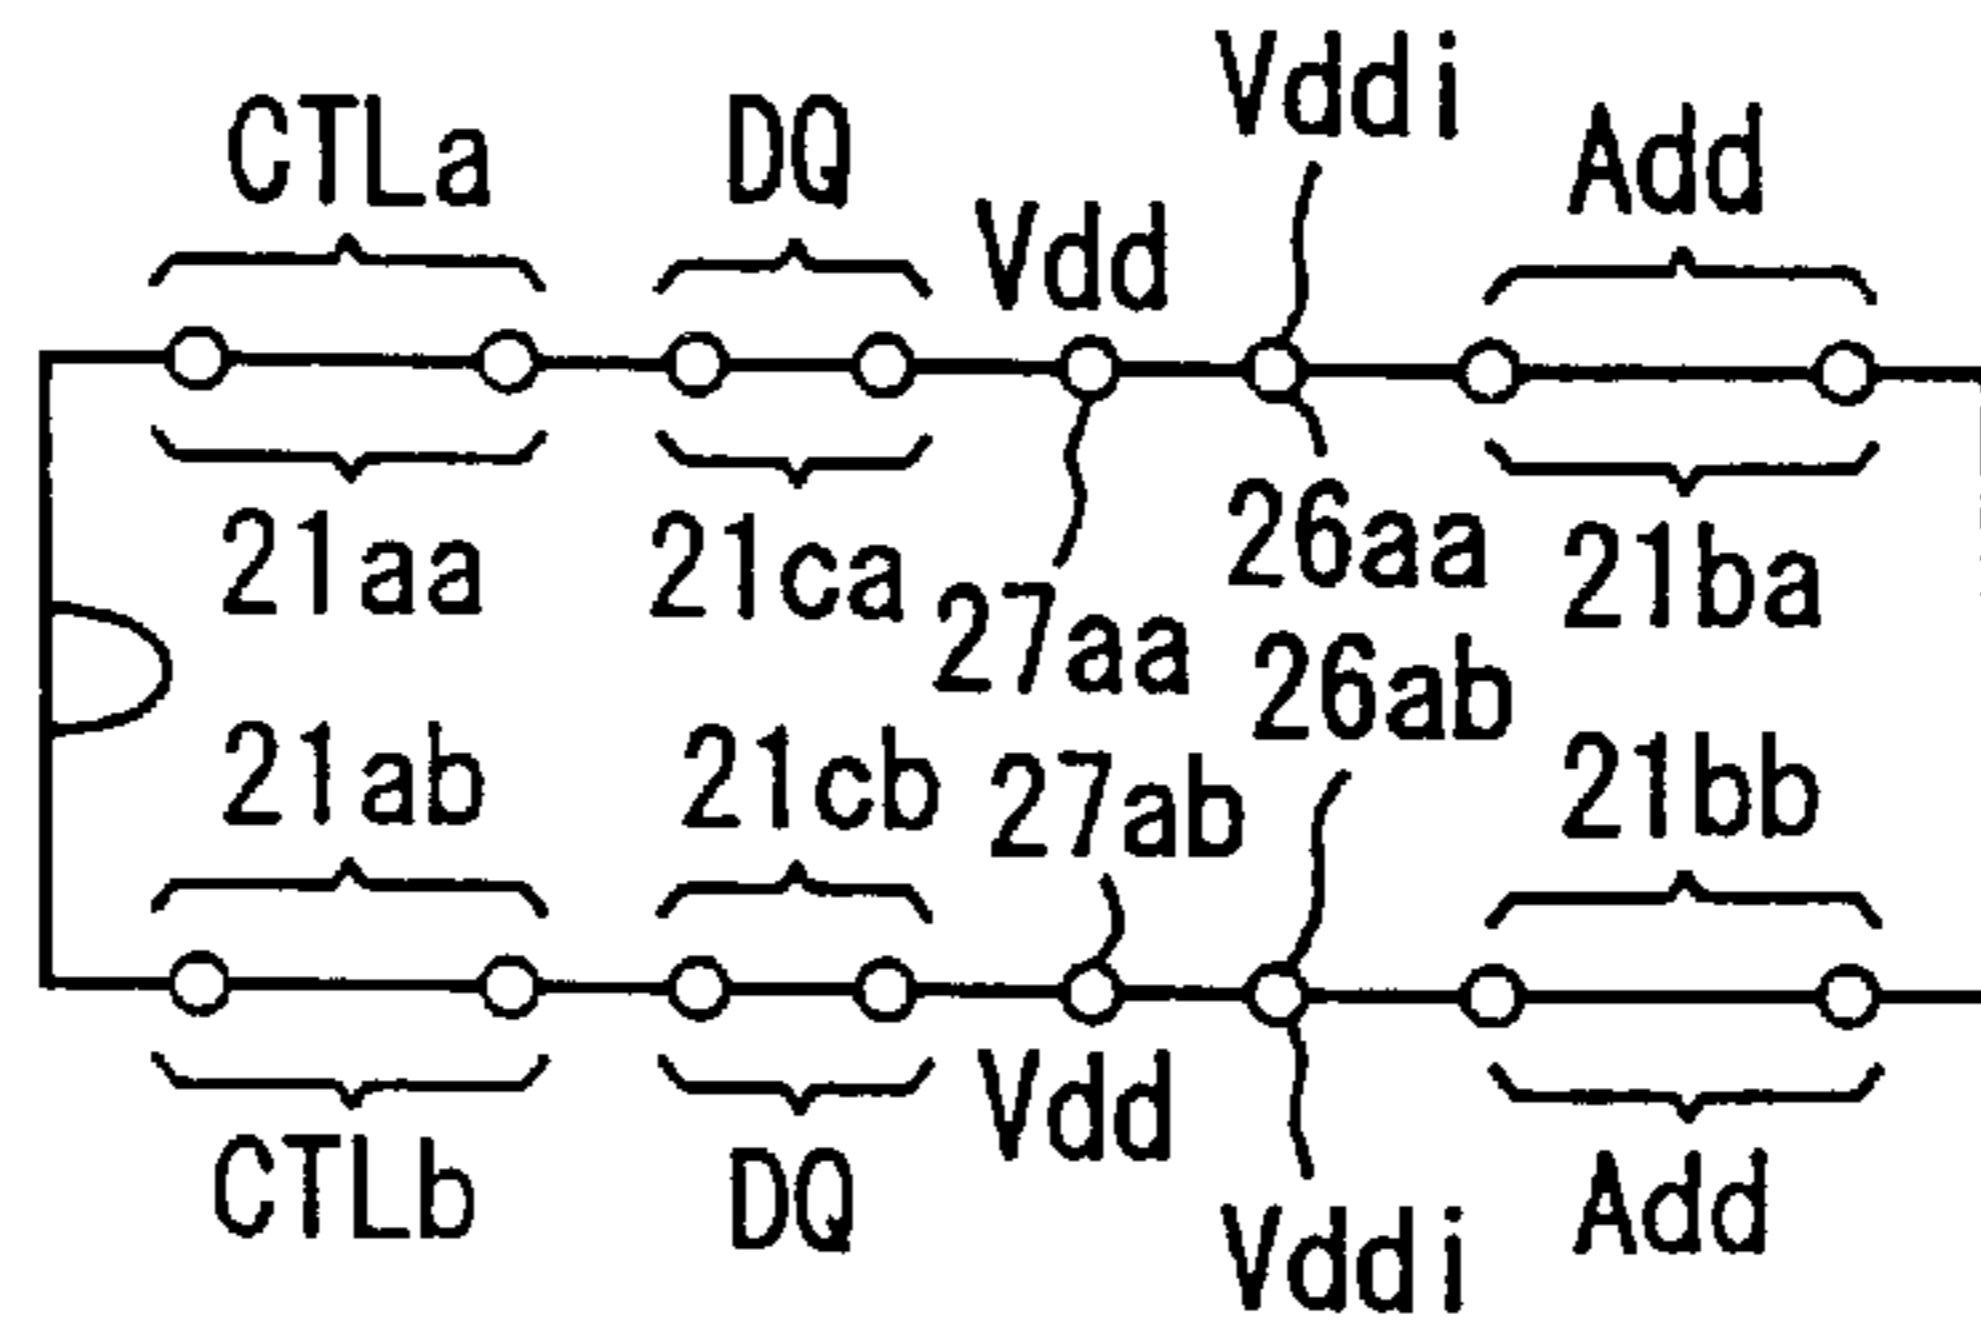 CTLa DQ Vdd Vddi Add
21aa 21ca 27aa 26aa 21ba
21ab 21cb 27ab 26ab 21bb
CTLb DQ Vdd Vddi Add